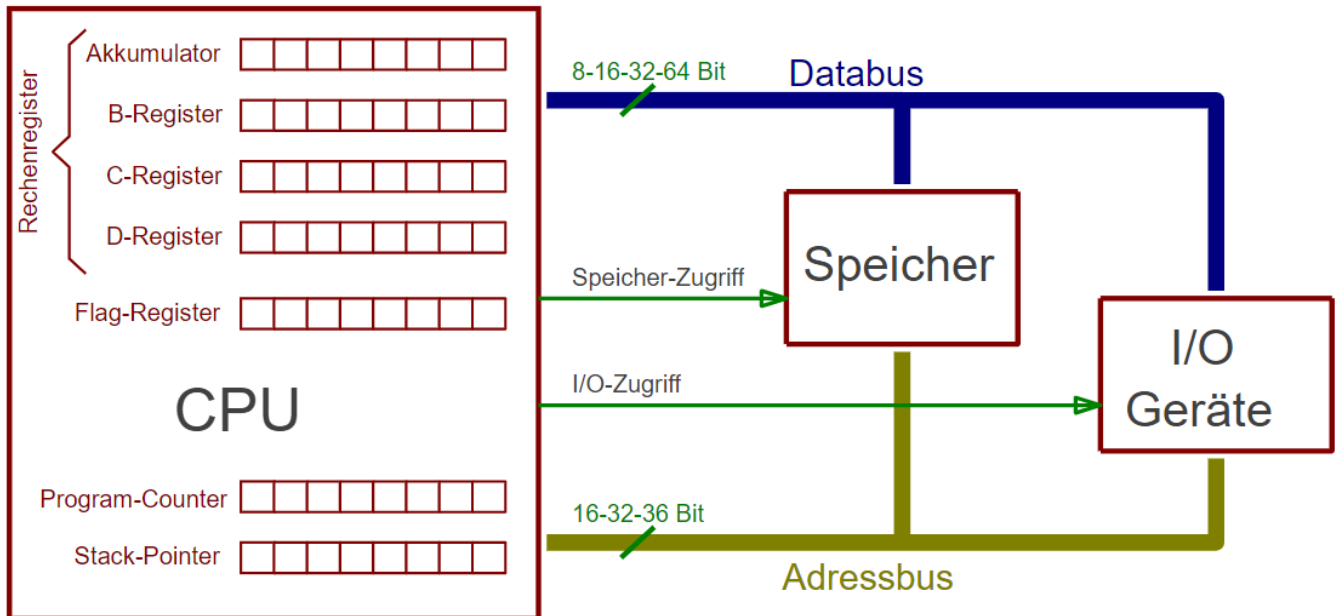 Rechenregister
Akkumulator
B-Register
C-Register
D-Register
Flag-Register
CPU
Program-Counter
Stack-Pointer
8-16-32-64 Bit
Databus
Speicher
Speicher-Zugriff
I/O-Zugriff
I/O
Geräte
16-32-36 Bit
Adressbus